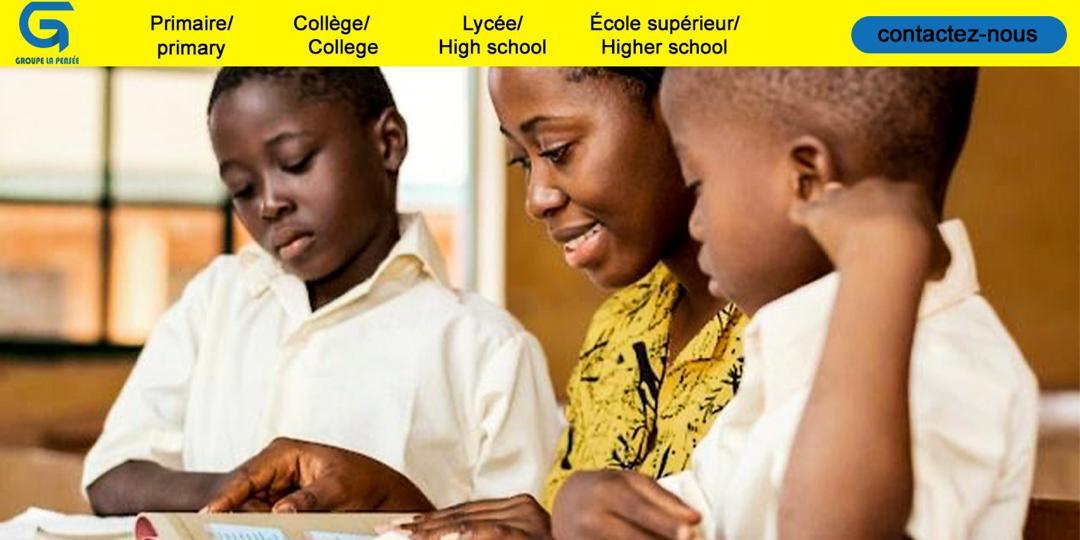 GROUPE LA PENSÉE
Primaire/
primary
Collège/
College
Lycée/
High school
École supérieur/
Higher school
contactez-nous